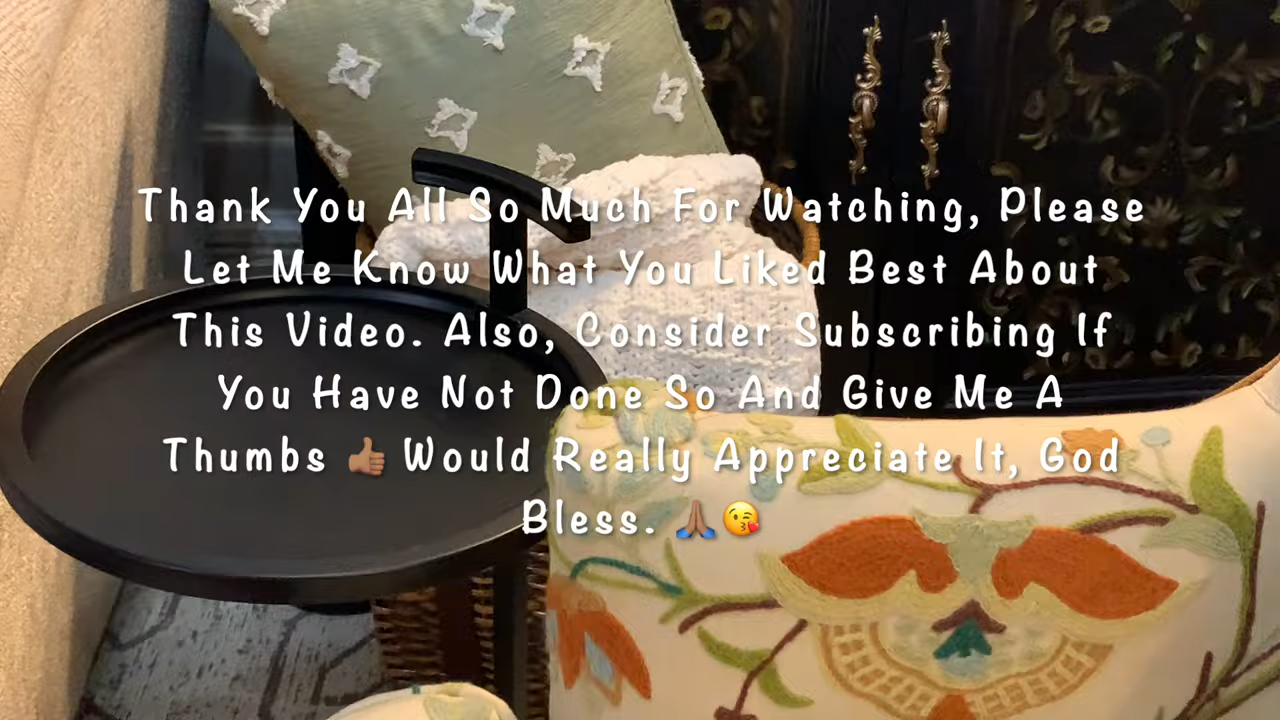 Thank You All So Much For Watching, Please
Let Me Know What You Liked Best About
This Video. Also, Consider Subscribing If
You Have Not Done So And Give Me A
Thumbs 👍🏽 Would Really Appreciate It, God
Bless. 🙏🏽😘